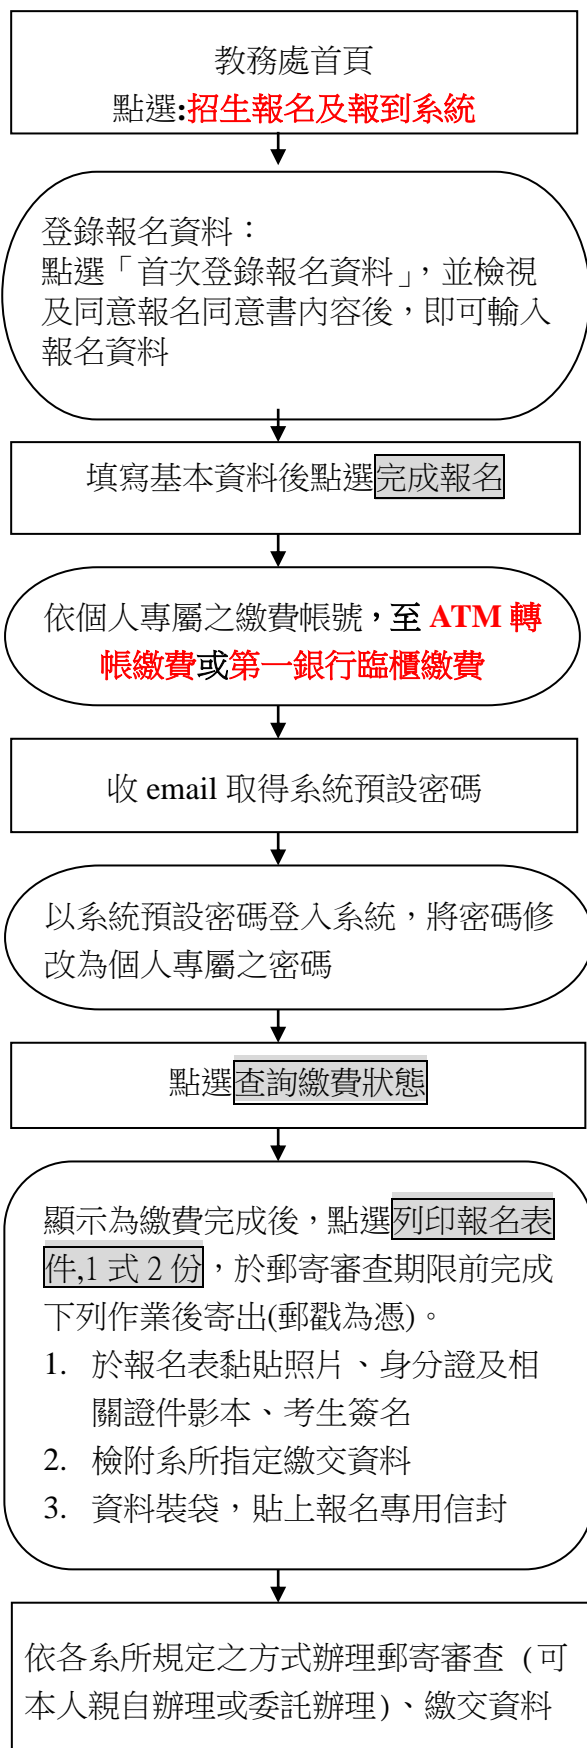 教務處首頁
點選:招生報名及報到系統
登錄報名資料：
點選「首次登錄報名資料」，並檢視
及同意報名同意書內容後，即可輸入
報名資料
填寫基本資料後點選完成報名
依個人專屬之繳費帳號，至 ATM 轉
帳繳費或第一銀行臨櫃繳費
收 email 取得系統預設密碼
以系統預設密碼登入系統，將密碼修
改為個人專屬之密碼
點選查詢繳費狀態
顯示為繳費完成後，點選列印報名表
件,1 式 2 份，於郵寄審查期限前完成
下列作業後寄出(郵戳為憑)。
1. 於報名表黏貼照片、身分證及相
關證件影本、考生簽名
2. 檢附系所指定繳交資料
3. 資料裝袋，貼上報名專用信封
依各系所規定之方式辦理郵寄審查 (可
本人親自辦理或委託辦理)、繳交資料